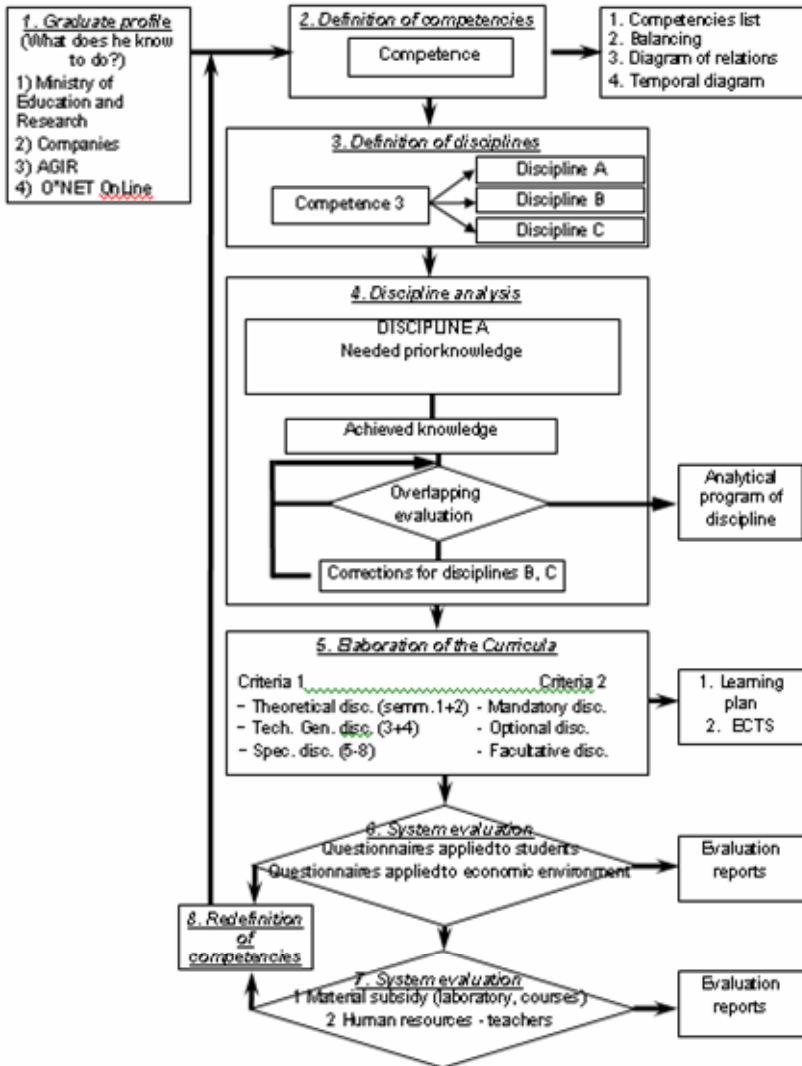 1. Graduate profile
(What does he know
to do?)
1) Ministry of
Education and
Research
2) Companies
3) AGIR
4) O*NET OnLine
2. Definition of competencies
Competence
1. Competencies list
2. Balancing
3. Diagram of relations
4. Temporal diagram
3. Definition of disciplines
Competence 3
Discipline A
Discipline B
Discipline C
4. Discipline analysis
DISCIPLINE A
Needed prior knowledge
Achieved knowledge
Overlapping
evaluation
Corrections for disciplines B, C
Analytical
program of
discipline
5. Elaboration of the Curricula
Criteria 1 Criteria 2
- Theoretical disc. (semm.1+2) - Mandatory disc.
- Tech. Gen. disc. (3+4) - Optional disc.
- Spec. disc. (5-8) - Facultative disc.
1. Learning
plan
2. ECTS
6. System evaluation
Questionnaires applied to students
Questionnaires applied to economic environment
Evaluation
reports
8. Redefinition
of
competencies
7. System evaluation
1 Material subsidy (laboratory, courses)
2 Human resources - teachers
Evaluation
reports